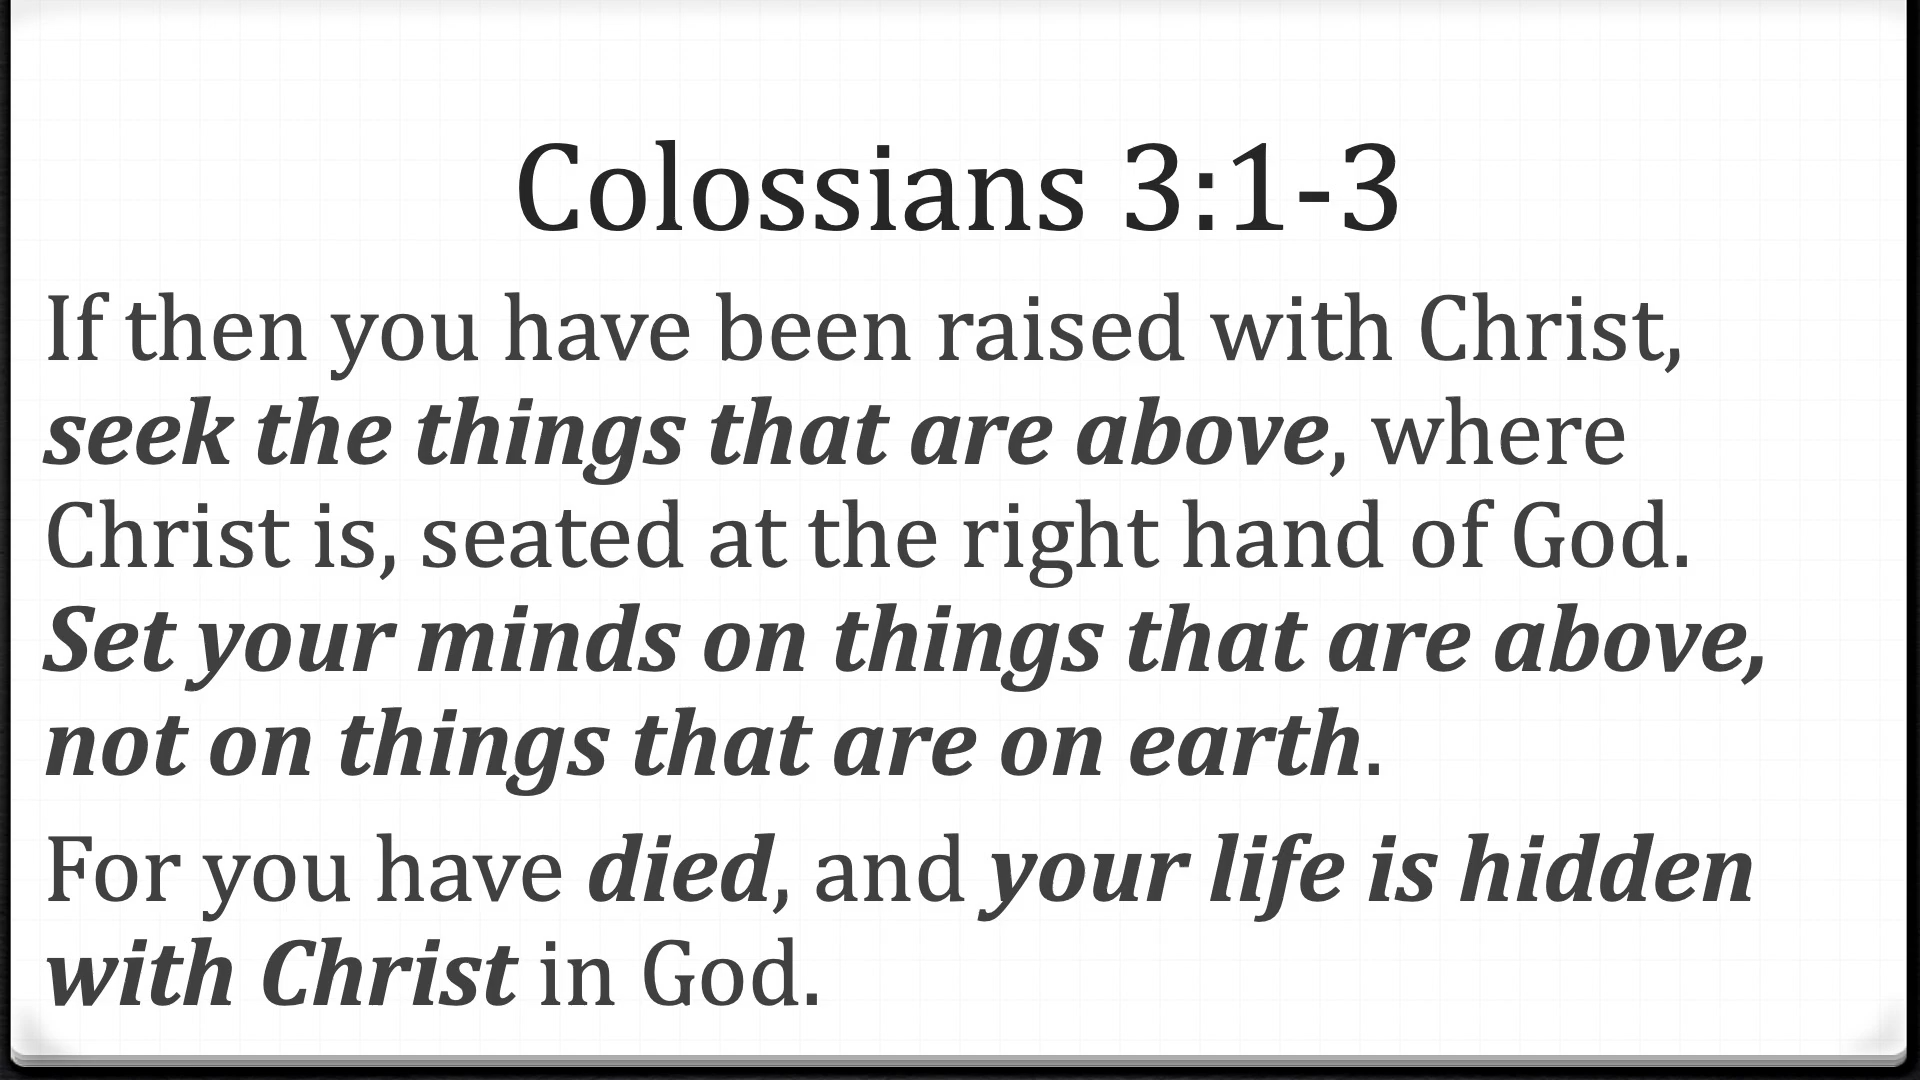 Colossians 3:1-3
If then you have been raised with Christ,
seek the things that are above, where
Christ is, seated at the right hand of God.
Set your minds on things that are above,
not on things that are on earth.
For you have died, and your life is hidden
with Christ in God.